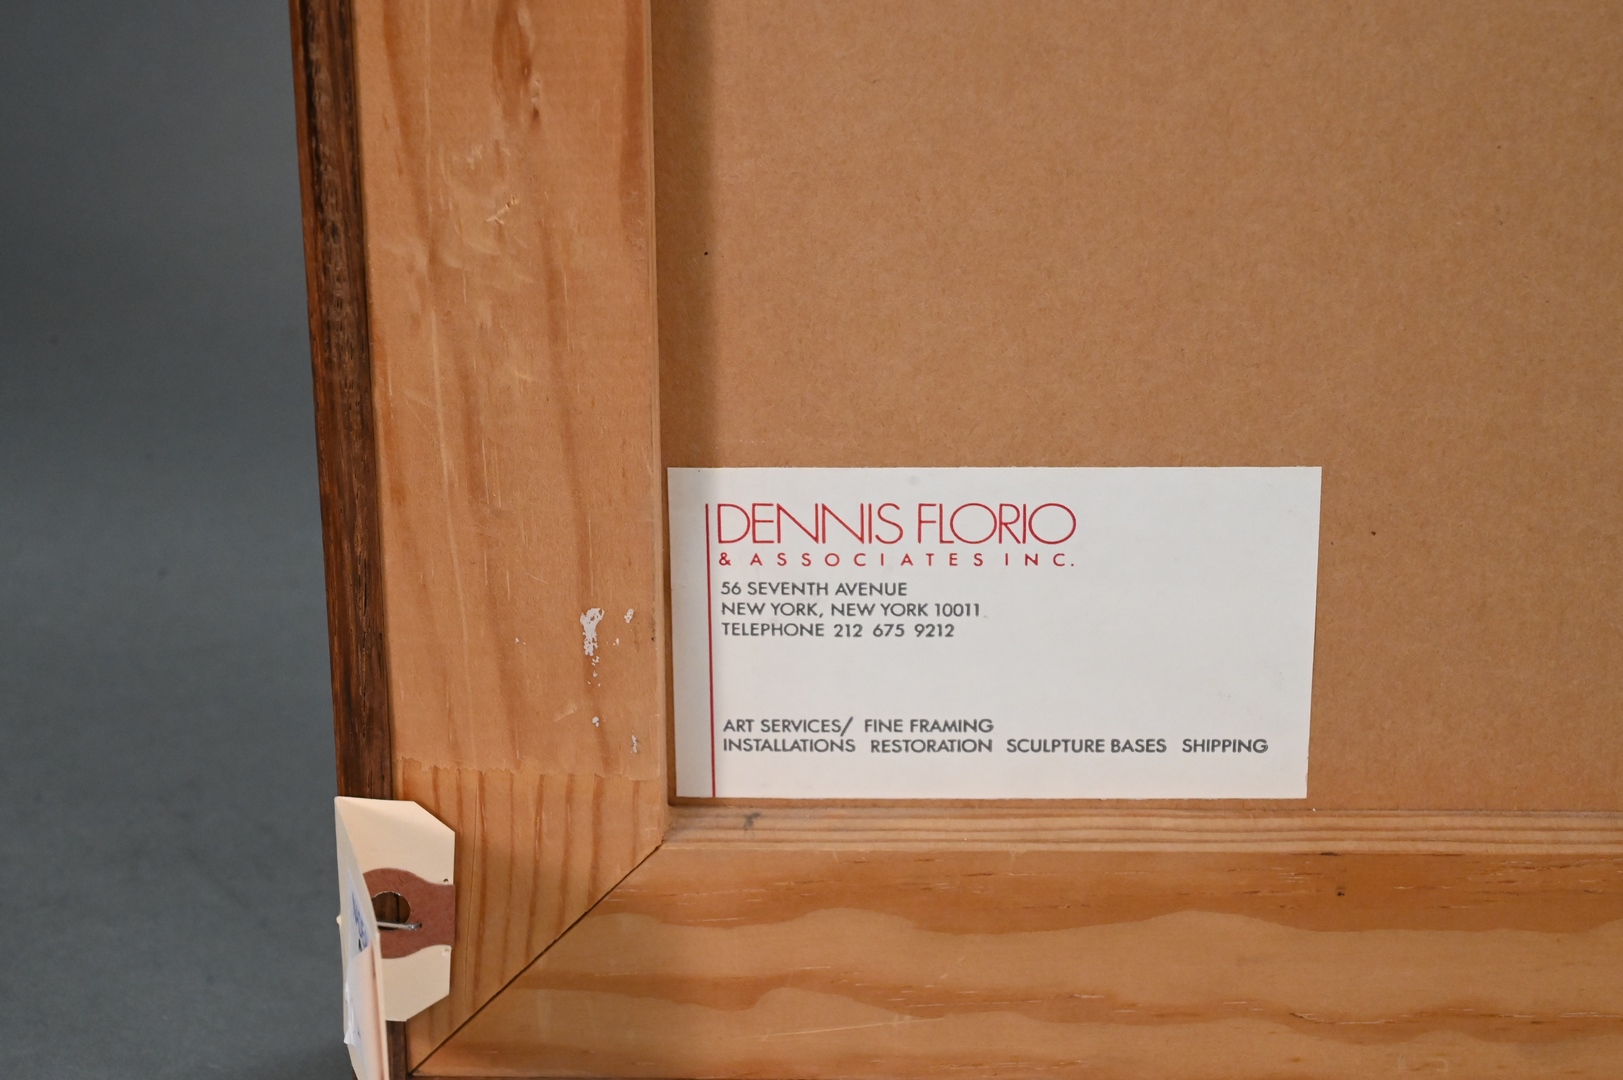 DENNIS FLORIO
& ASSOCIATES INC.
56 SEVENTH AVENUE
NEW YORK, NEW YORK 10011
TELEPHONE 212 675 9212
ART SERVICES/ FINE FRAMING
INSTALLATIONS RESTORATION SCULPTURE BASES SHIPPING